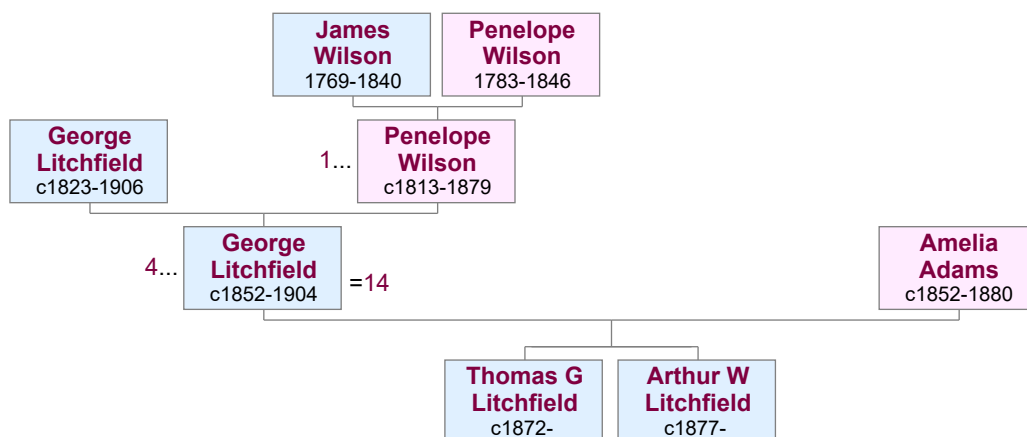 James
Wilson
1769-1840
Penelope
Wilson
1783-1846
George
Litchfield
c1823-1906
1...
Penelope
Wilson
c1813-1879
4...
George
Litchfield
c1852-1904
=14
Amelia
Adams
c1852-1880
Thomas G
Litchfield
c1872-
Arthur W
Litchfield
c1877-